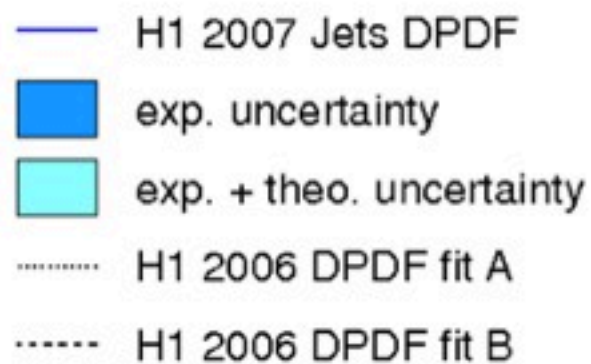 H1 2007 Jets DPDF
exp. uncertainty
exp. + theo. uncertainty
H1 2006 DPDF fit A
H1 2006 DPDF fit B